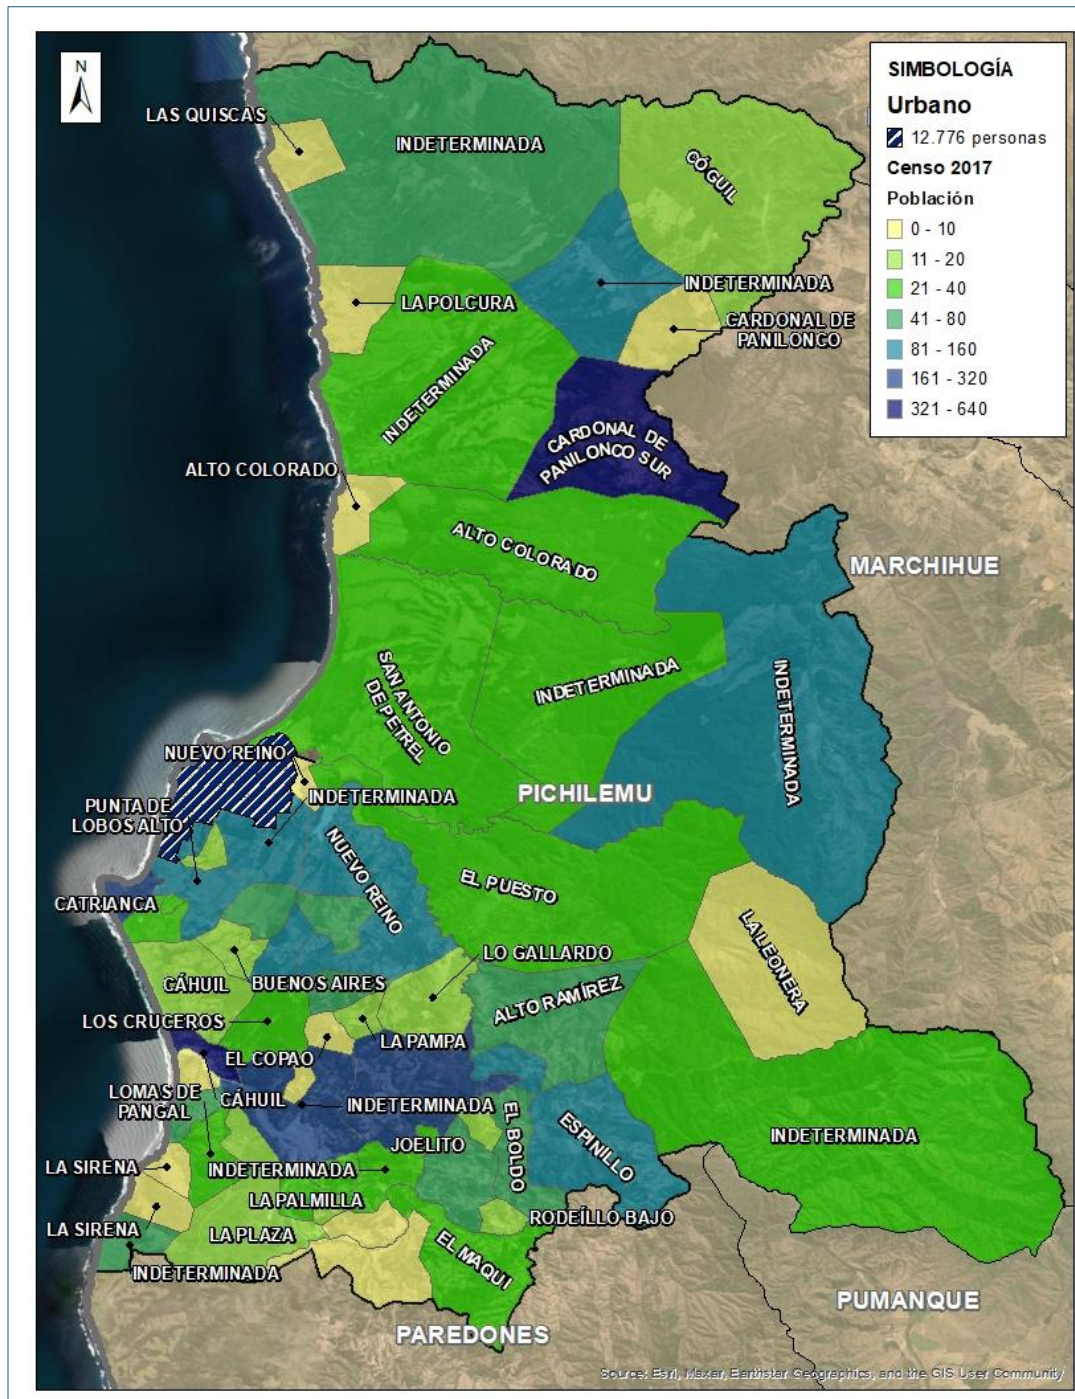 N
SIMBOLOGÍA
Urbano
12.776 personas
Censo 2017
Población
0 - 10
11 - 20
21 - 40
41 - 80
81 - 160
161 - 320
321 - 640
LAS QUISCAS
INDETERMINADA
CÓGUIL
INDETERMINADA
LA POLCURA
CARDONAL DE
PANILONCO
INDETERMINADA
CARDONAL DE
PANILONCO SUR
ALTO COLORADO
ALTO COLORADO
MARCHIHUE
SAN ANTONIO
DE PETREL
INDETERMINADA
INDETERMINADA
NUEVO REINO
INDETERMINADA
PICHILEMU
PUNTA DE
LOBOS ALTO
NUEVO REINO
EL PUESTO
CATRIANCA
LA LEONERA
LO GALLARDO
CÁHUIL
BUENOS AIRES
ALTO RAMÍREZ
LOS CRUCEROS
LA PAMPA
EL COPAO
LOMAS DE
PANGAL
CÁHUIL
INDETERMINADA
EL BOLDO
ESPINILLO
JOELITO
INDETERMINADA
LA SIRENA
INDETERMINADA
LA PALMILLA
LA SIRENA
LA PLAZA
RODEÍLLO BAJO
EL MAQUI
INDETERMINADA
PUMANQUE
PAREDONES
Source: Esri, Maxar, Earthstar Geographics, and the GIS User Community